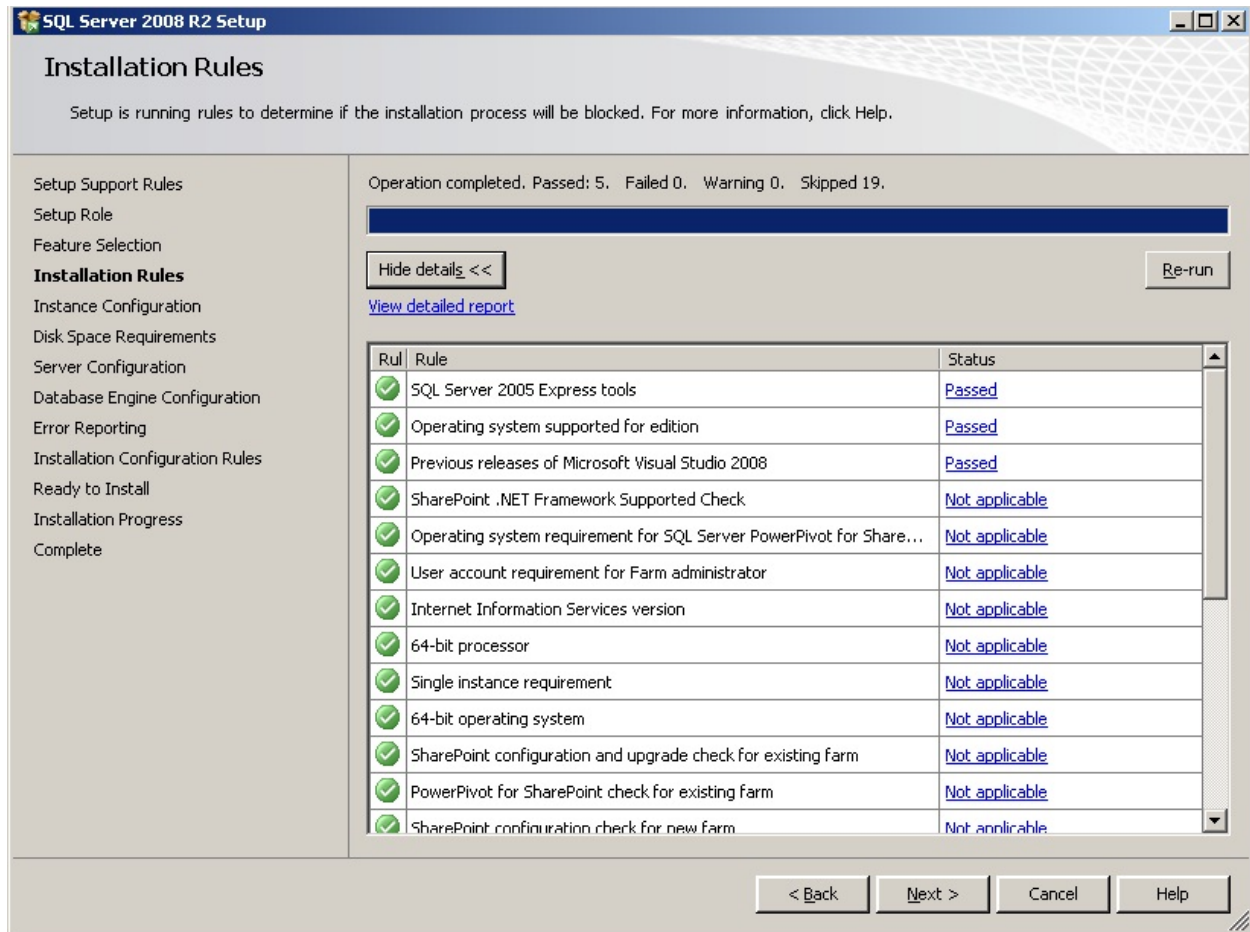 SQL Server 2008 R2 Setup
Installation Rules
Setup is running rules to determine if the installation process will be blocked. For more information, click Help.
Setup Support Rules
Setup Role
Feature Selection
Installation Rules
Instance Configuration
Disk Space Requirements
Server Configuration
Database Engine Configuration
Error Reporting
Installation Configuration Rules
Ready to Install
Installation Progress
Complete
Operation completed. Passed: 5.   Failed 0.   Warning 0.   Skipped 19.
Hide details <<
Re-run
View detailed report
Rul Rule Status
SQL Server 2005 Express tools Passed
Operating system supported for edition Passed
Previous releases of Microsoft Visual Studio 2008 Passed
SharePoint .NET Framework Supported Check Not applicable
Operating system requirement for SQL Server PowerPivot for Share... Not applicable
User account requirement for Farm administrator Not applicable
Internet Information Services version Not applicable
64-bit processor Not applicable
Single instance requirement Not applicable
64-bit operating system Not applicable
SharePoint configuration and upgrade check for existing farm Not applicable
PowerPivot for SharePoint check for existing farm Not applicable
SharePoint configuration check for new farm Not applicable
< Back Next > Cancel Help